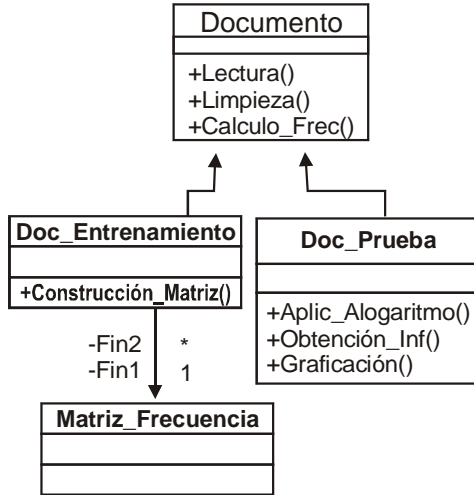 Documento
+Lectura()
+Limpieza()
+Calculo_Frec()
Doc_Entrenamiento
+Construcción_Matriz()
Doc_Prueba
+Aplic_Alogaritmo()
+Obtención_Inf()
+Graficación()
-Fin2 *
-Fin1 1
Matriz_Frecuencia